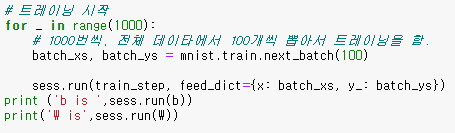 # 트레이닝 시작
for _ in range(1000):
# 1000번씩, 전체 데이타에서 100개씩 뽑아서 트레이닝을 함.
batch_xs, batch_ys = mnist.train.next_batch(100)
sess.run(train_step, feed_dict={x: batch_xs, y_: batch_ys})
print ('b is ',sess.run(b))
print('W is',sess.run(W))